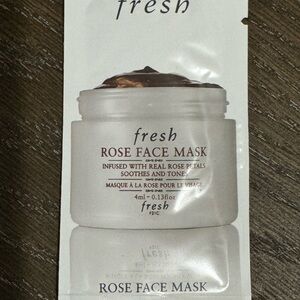 fresh
fresh
ROSE FACE MASK
INFUSED WITH REAL ROSE PETALS
SOOTHES AND TONES
MASQUE À LA ROSE POUR LE VISAGE
4ml – 0.13fl oz
fresh
fresh
ROSE FACE MASK